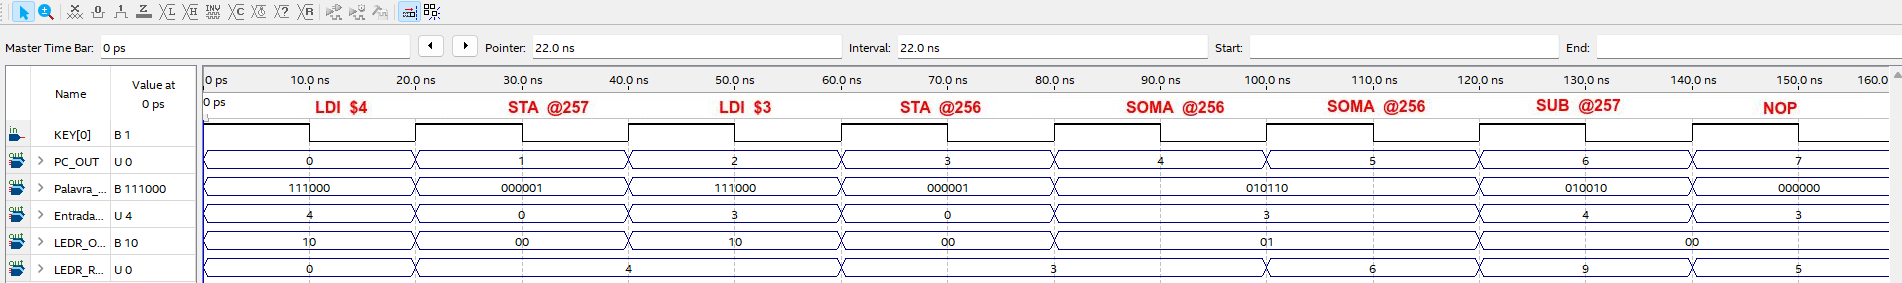 Master Time Bar: 0 ps Pointer: 22.0 ns Interval: 22.0 ns Start: End:
Name Value at 0 ps
0 ps 10.0 ns 20.0 ns 30.0 ns 40.0 ns 50.0 ns 60.0 ns 70.0 ns 80.0 ns 90.0 ns 100.0 ns 110.0 ns 120.0 ns 130.0 ns 140.0 ns 150.0 ns 160.0
0 ps
LDI $4 STA @257 LDI $3 STA @256 SOMA @256 SOMA @256 SUB @257 NOP
in KEY[0] B 1
out PC_OUT U 0 0 1 2 3 4 5 6 7
out Palavra_... B 111000 111000 000001 111000 000001 010110 010010 000000
out Entrada... U 4 4 0 3 0 3 4 3
out LEDR_O... B 10 10 00 10 00 01 00
out LEDR_R... U 0 0 4 3 6 9 5